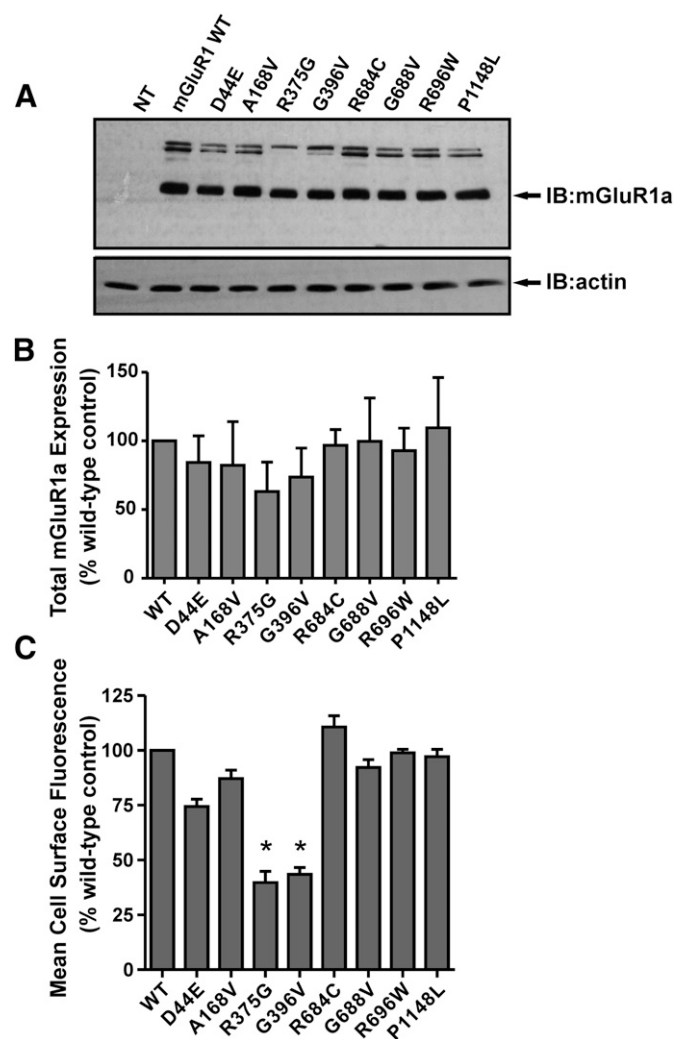 A
NT
mGluR1 WT
D44E
A168V
R375G
G396V
R684C
G688V
R696W
P1148L
IB:mGluR1a
IB:actin
B
Total mGluR1a Expression
(% wild-type control)
150
100
50
0
WT
D44E
A168V
R375G
G396V
R684C
G688V
R696W
P1148L
C
Mean Cell Surface Fluorescence
(% wild-type control)
125
100
75
50
25
0
*
*
WT
D44E
A168V
R375G
G396V
R684C
G688V
R696W
P1148L